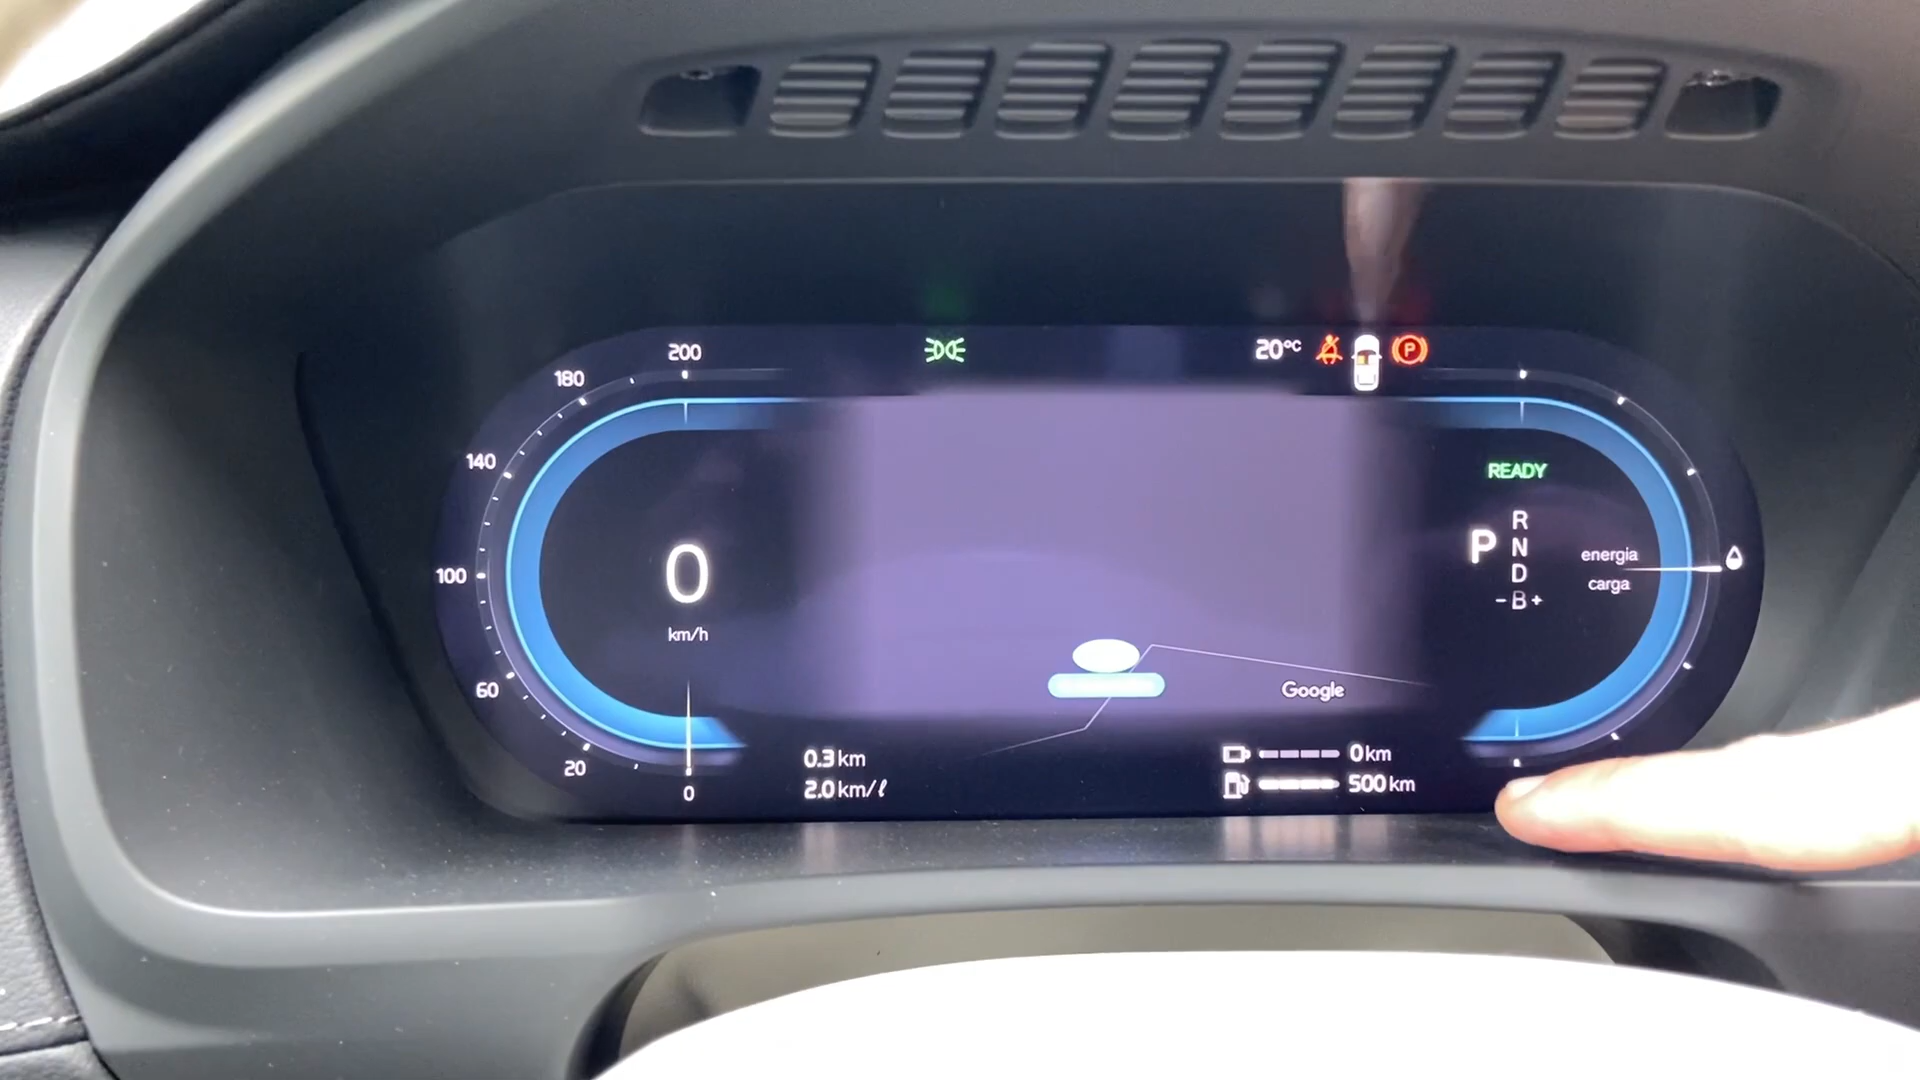 200
180
140
100
60
20
0
0
km/h
20°C
P
READY
P
R
N
D
- B +
energia
carga
Google
0.3 km
2.0 km/ℓ
0 km
500 km